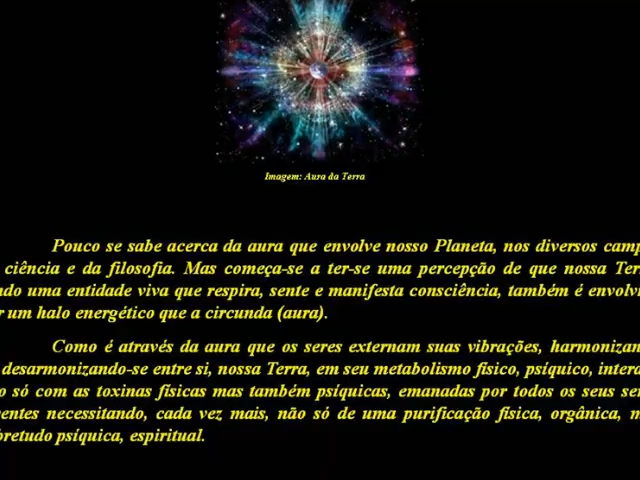 Imagem: Aura da Terra
Pouco se sabe acerca da aura que envolve nosso Planeta, nos diversos camp
ciência e da filosofia. Mas começa-se a ter-se uma percepção de que nossa Ter
ndo uma entidade viva que respira, sente e manifesta consciência, também é envolvi
r um halo energético que a circunda (aura).
Como é através da aura que os seres externam suas vibrações, harmonizan
desarmonizando-se entre si, nossa Terra, em seu metabolismo físico, psíquico, intera
o só com as toxinas físicas mas também psíquicas, emanadas por todos os seus se
entes necessitando, cada vez mais, não só de uma purificação física, orgânica, m
bretudo psíquica, espiritual.